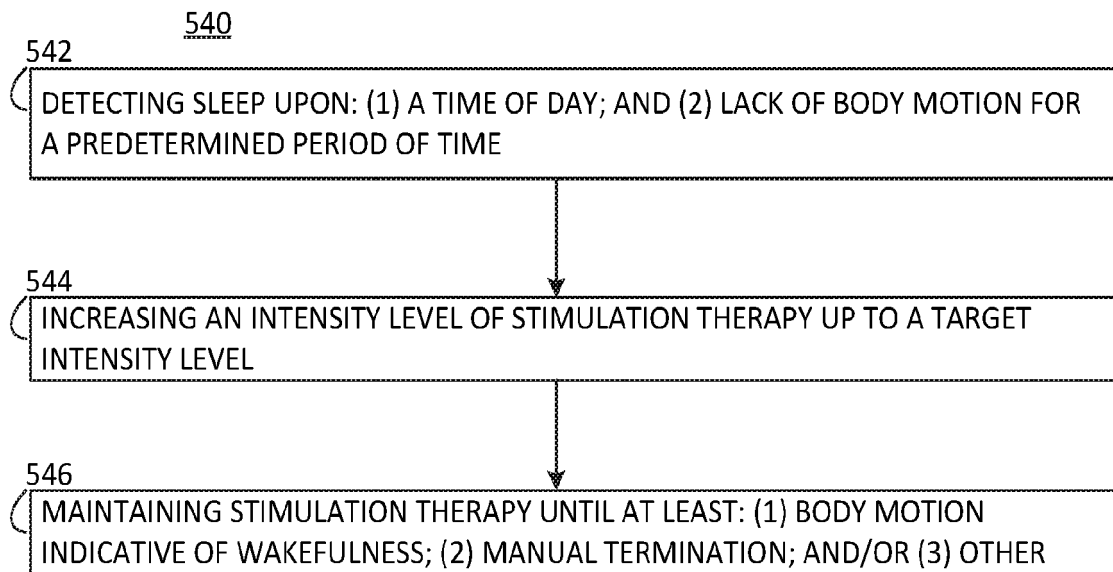 540
542
DETECTING SLEEP UPON: (1) A TIME OF DAY; AND (2) LACK OF BODY MOTION FOR
A PREDETERMINED PERIOD OF TIME
544
INCREASING AN INTENSITY LEVEL OF STIMULATION THERAPY UP TO A TARGET
INTENSITY LEVEL
546
MAINTAINING STIMULATION THERAPY UNTIL AT LEAST: (1) BODY MOTION
INDICATIVE OF WAKEFULNESS; (2) MANUAL TERMINATION; AND/OR (3) OTHER